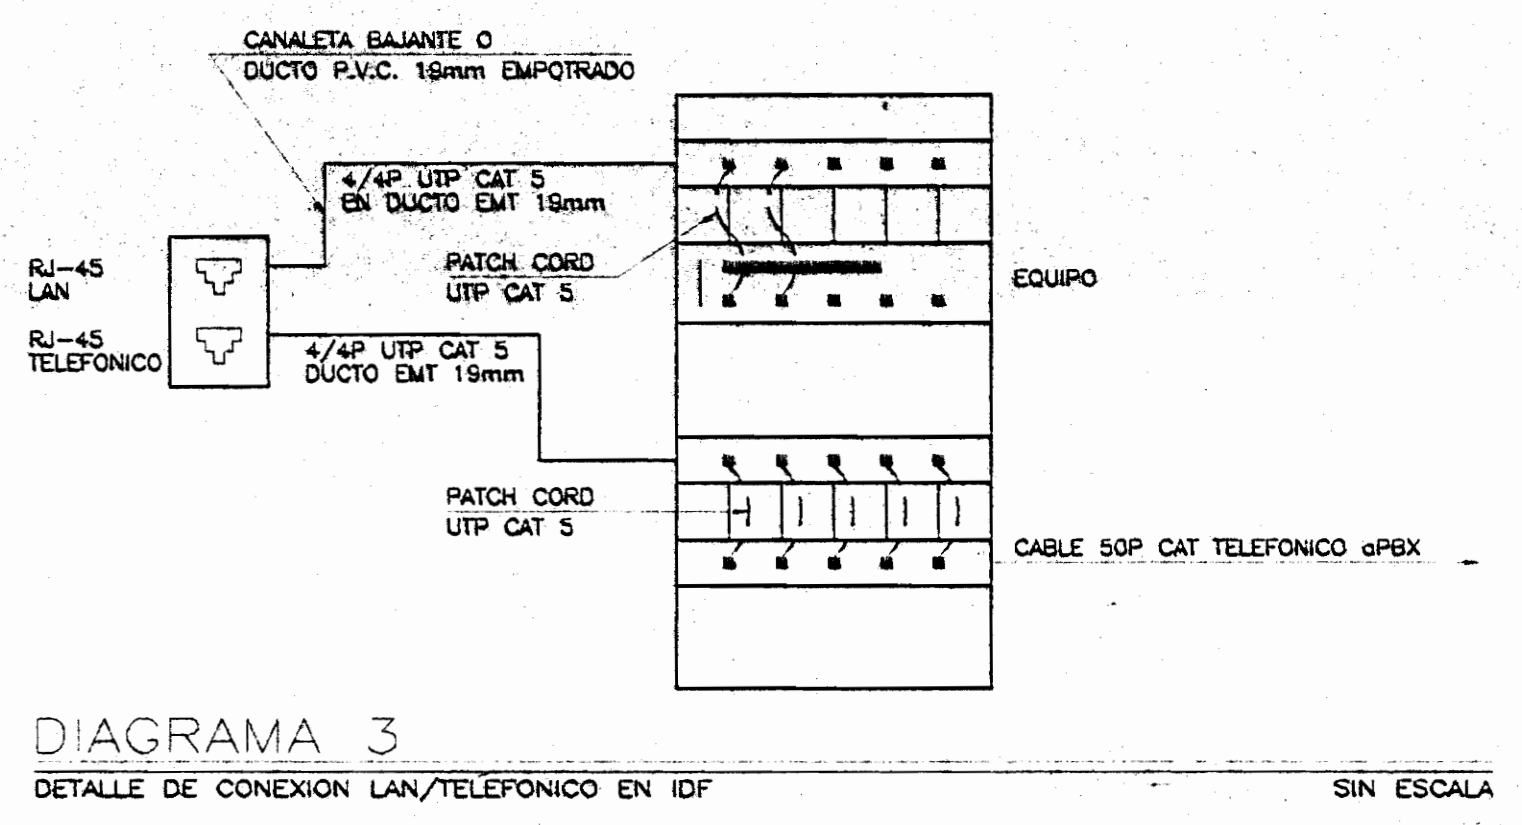 CANALETA BAJANTE O
DUCTO P.V.C. 19mm EMPOTRADO
4/4P UTP CAT 5
EN DUCTO EMT 19mm
RJ-45
LAN
PATCH CORD
UTP CAT 5
EQUIPO
RJ-45
TELEFONICO
4/4P UTP CAT 5
DUCTO EMT 19mm
PATCH CORD
UTP CAT 5
CABLE 50P CAT TELEFONICO aPBX
DIAGRAMA 3
DETALLE DE CONEXION LAN/TELEFONICO EN IDF
SIN ESCALA